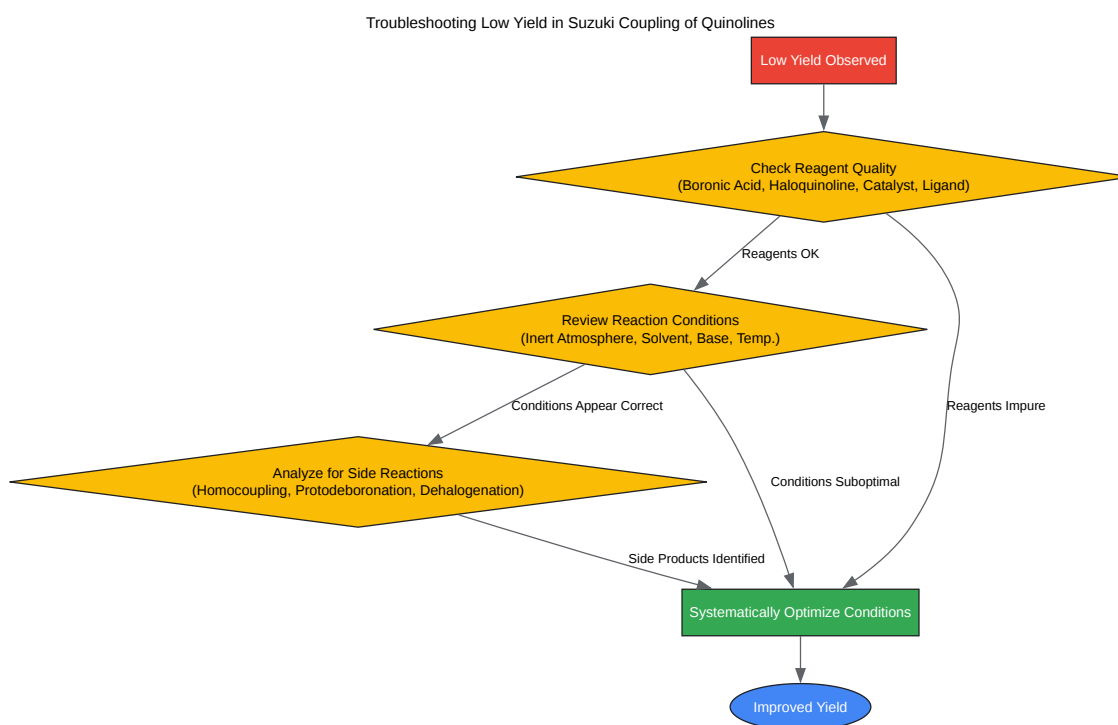 Troubleshooting Low Yield in Suzuki Coupling of Quinolines
Low Yield Observed
Check Reagent Quality
(Boronic Acid, Haloquinoline, Catalyst, Ligand)
Reagents OK
Review Reaction Conditions
(Inert Atmosphere, Solvent, Base, Temp.)
Conditions Appear Correct
Reagents Impure
Analyze for Side Reactions
(Homocoupling, Protodeboronation, Dehalogenation)
Conditions Suboptimal
Side Products Identified
Systematically Optimize Conditions
Improved Yield